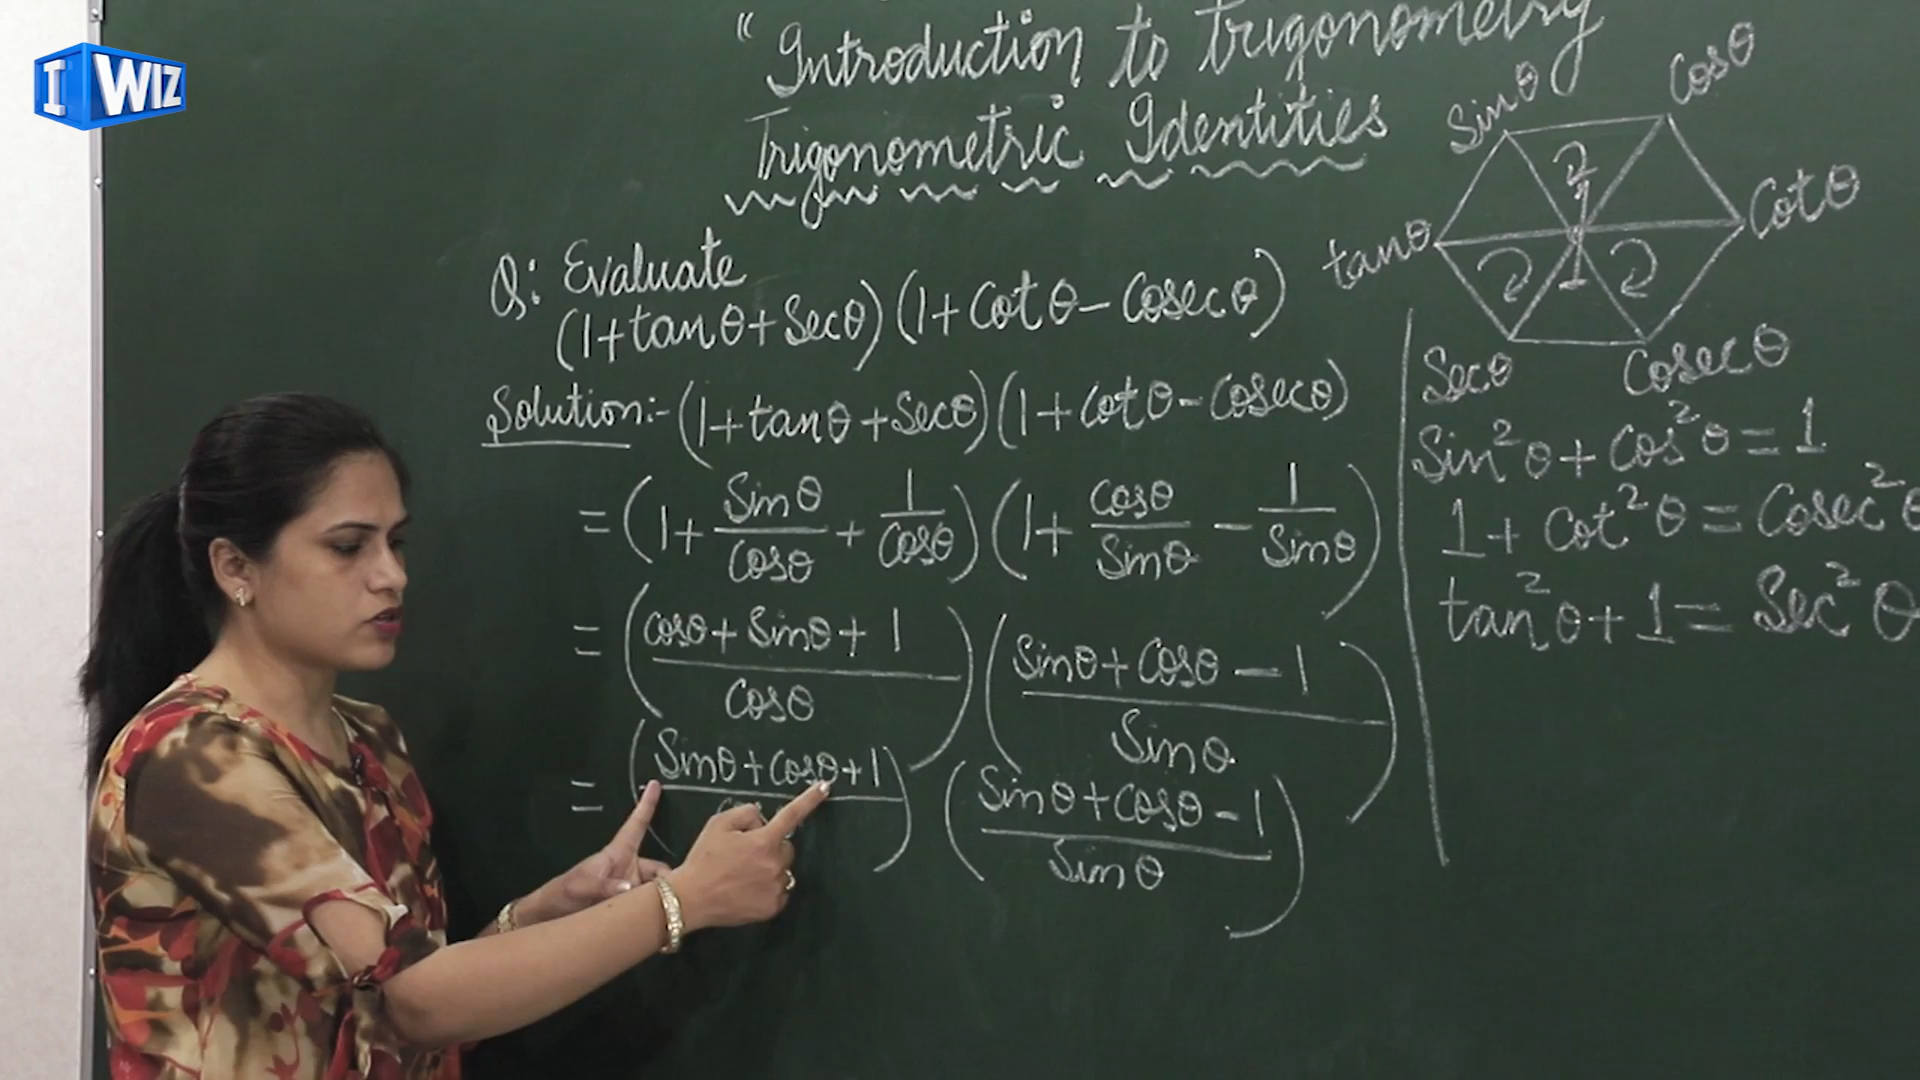 I WIZ
" Introduction to trigonometry
Trigonometric Identities
Q: Evaluate
(1+tanθ+Secθ)(1+Cotθ-Cosecθ)
Solution:-(1+tanθ+Secθ)(1+Cotθ-Cosecθ)
=(1+Sinθ/Cosθ+1/Cosθ)(1+Cosθ/Sinθ-1/Sinθ)
=(Cosθ+Sinθ+1/Cosθ)(Sinθ+Cosθ-1/Sinθ)
=(Sinθ+Cosθ+1/)(Sinθ+Cosθ-1/Sinθ)
Sinθ Cosθ
tanθ 1 Cotθ
Secθ Cosecθ
Sin²θ+Cos²θ=1
1+Cot²θ=Cosec²θ
tan²θ+1=Sec²θ